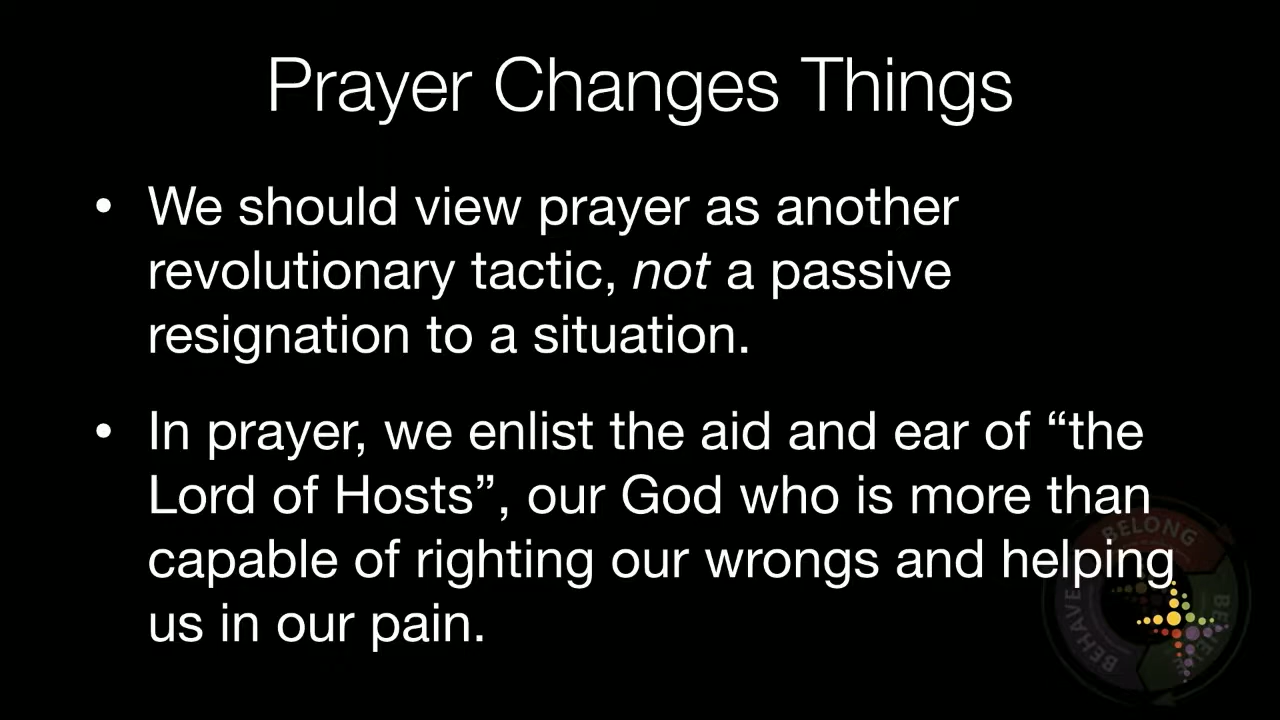 Prayer Changes Things
• We should view prayer as another
revolutionary tactic, not a passive
resignation to a situation.
• In prayer, we enlist the aid and ear of “the
Lord of Hosts”, our God who is more than
capable of righting our wrongs and helping
us in our pain.
BELONG
BEHAVE